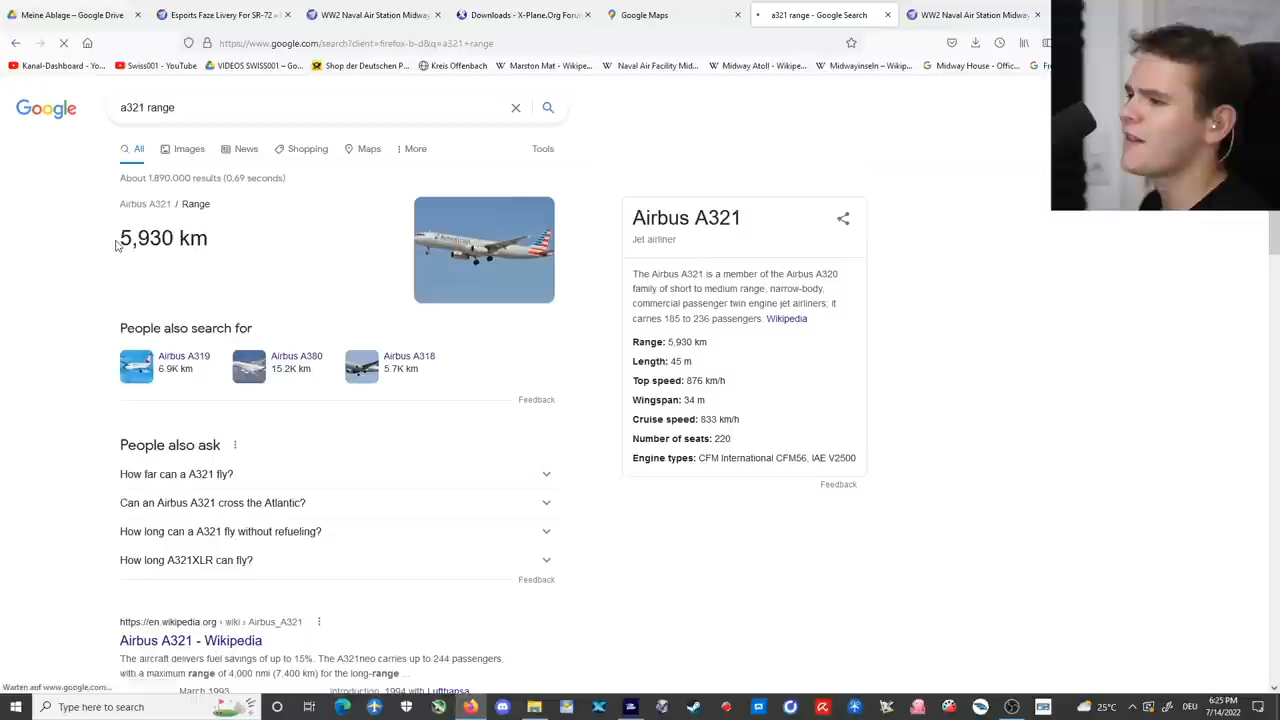 Meine Ablage – Goo
Esports Faze Livery For SR-72
WW2 Naval Air Station Midway
Downloads - X-Plane.Org Forum
Google Maps
a321 range - Google Search
WW2 Naval Air Station Midway
https://www.google.com/search?client=firefox-b-d&q=a321+range
Kanal-Dashboard - Yo...
Swiss001 - YouTube
VIDEOS SWISS001 – Go...
Shop der Deutschen P...
Kreis Offenbach
Marston Mat - Wikipe...
Naval Air Facility Mid...
Midway Atoll - Wikipe...
Midwayinseln – Wikip...
Midway House - Offic...
Google
a321 range
All
Images
News
Shopping
Maps
More
Tools
About 1.890.000 results (0,69 seconds)
Airbus A321 / Range
5,930 km
People also search for
Airbus A319
6.9K km
Airbus A380
15.2K km
Airbus A318
5.7K km
Feedback
People also ask
How far can a A321 fly?
Can an Airbus A321 cross the Atlantic?
How long can a A321 fly without refueling?
How long A321XLR can fly?
Feedback
https://en.wikipedia.org › wiki › Airbus_A321
Airbus A321 - Wikipedia
The aircraft delivers fuel savings of up to 15%. The A321neo carries up to 244 passengers,
with a maximum range of 4,000 nmi (7,400 km) for the long-range ...
March 1993
Introduction: 1994 with Lufthansa
Airbus A321
Jet airliner
The Airbus A321 is a member of the Airbus A320
family of short to medium range, narrow-body,
commercial passenger twin engine jet airliners; it
carries 185 to 236 passengers. Wikipedia
Range: 5,930 km
Length: 45 m
Top speed: 876 km/h
Wingspan: 34 m
Cruise speed: 833 km/h
Number of seats: 220
Engine types: CFM International CFM56, IAE V2500
Feedback
Warten auf www.google.com...
Type here to search
25°C
DEU
6:25 PM
7/14/2022